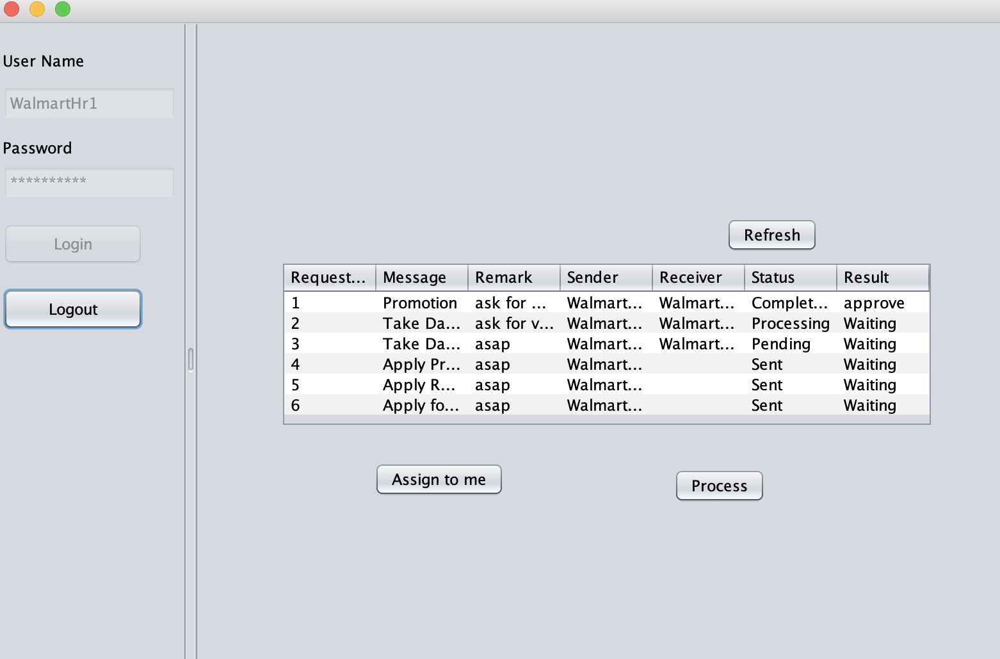 User Name
WalmartHr1
Password
**********
Login
Logout
Refresh
Request... Message Remark Sender Receiver Status Result
1 Promotion ask for ... Walmart... Walmart... Complet... approve
2 Take Da... ask for v... Walmart... Walmart... Processing Waiting
3 Take Da... asap Walmart... Walmart... Pending Waiting
4 Apply Pr... asap Walmart... Sent Waiting
5 Apply R... asap Walmart... Sent Waiting
6 Apply fo... asap Walmart... Sent Waiting
Assign to me
Process